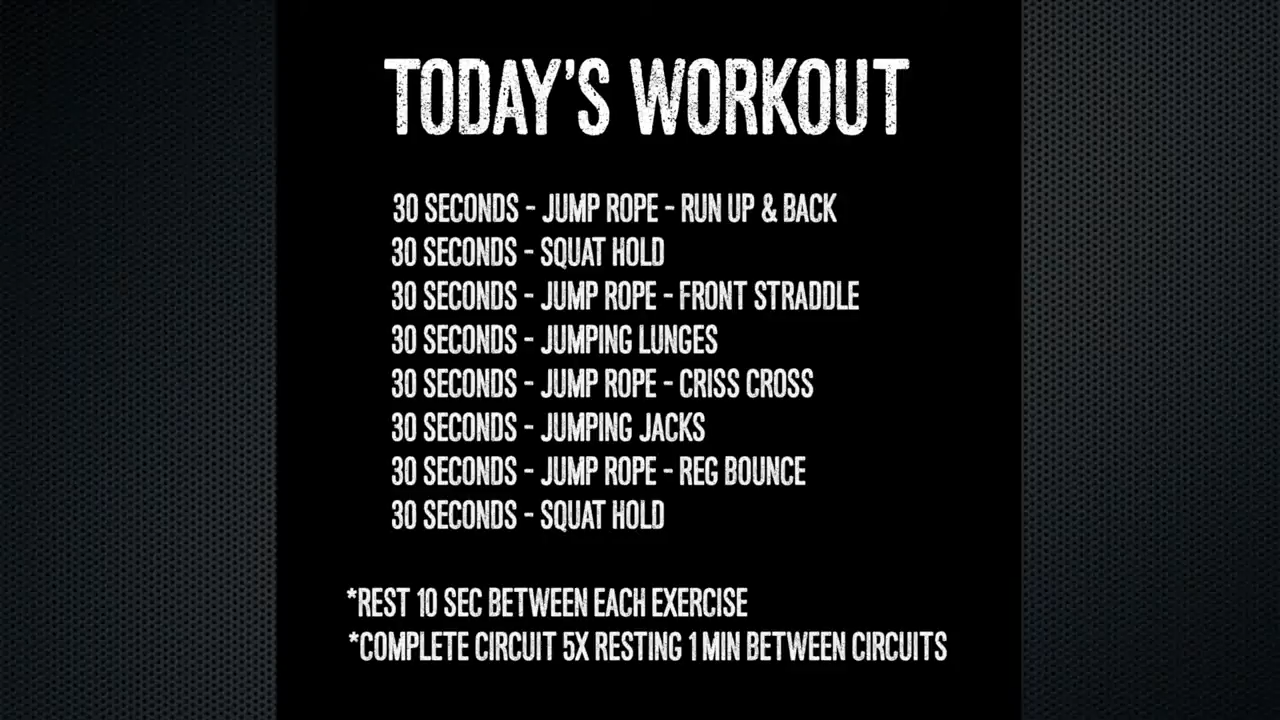 TODAY'S WORKOUT
30 SECONDS - JUMP ROPE - RUN UP & BACK
30 SECONDS - SQUAT HOLD
30 SECONDS - JUMP ROPE - FRONT STRADDLE
30 SECONDS - JUMPING LUNGES
30 SECONDS - JUMP ROPE - CRISS CROSS
30 SECONDS - JUMPING JACKS
30 SECONDS - JUMP ROPE - REG BOUNCE
30 SECONDS - SQUAT HOLD
*REST 10 SEC BETWEEN EACH EXERCISE
*COMPLETE CIRCUIT 5X RESTING 1 MIN BETWEEN CIRCUITS